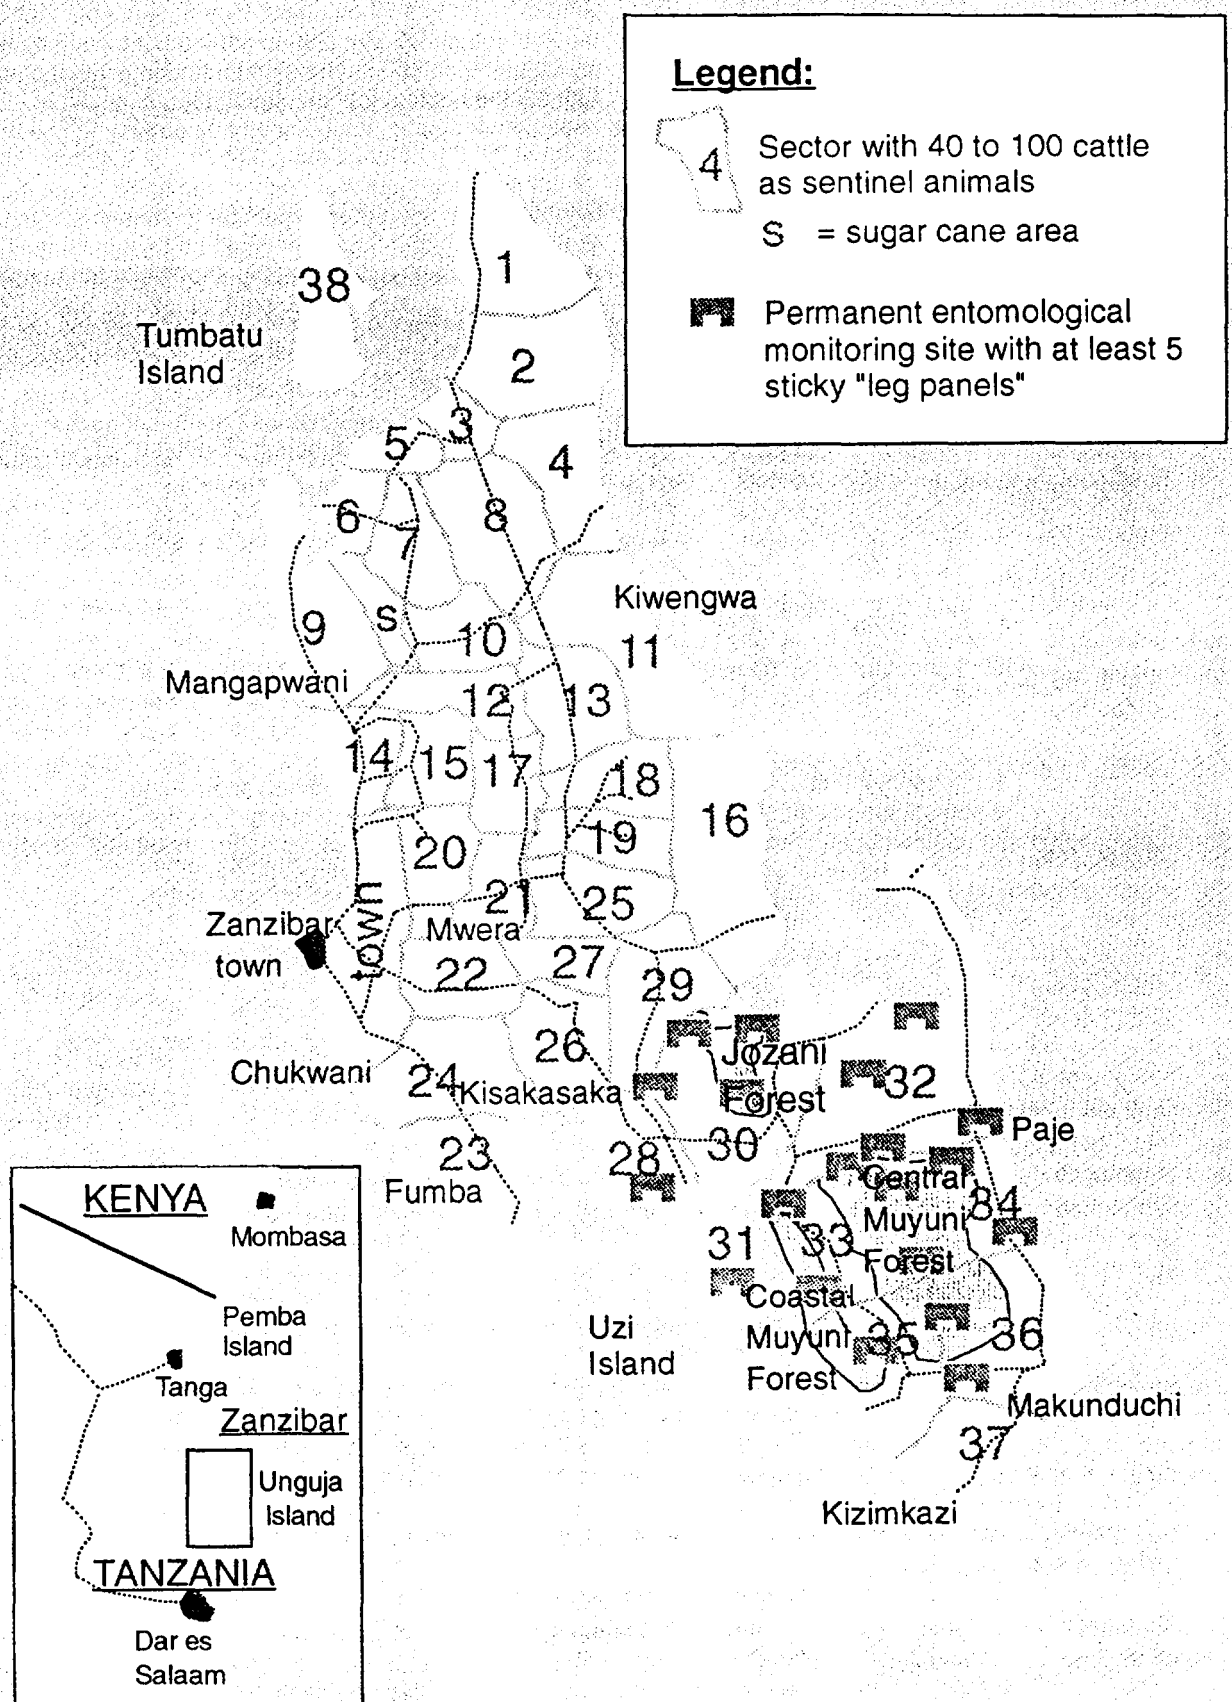 Legend:
4
Sector with 40 to 100 cattle
as sentinel animals
S = sugar cane area
Permanent entomological
monitoring site with at least 5
sticky "leg panels"
1
38
Tumbatu
Island
2
3
5
4
6
8
7
Kiwengwa
9
S
10
11
Mangapwani
12
13
14
15
17
18
16
19
20
21
25
town
Zanzibar
town
Mwera
22
27
29
26
Jozani
Forest
Chukwani
24
Kisakasaka
32
Paje
23
28
30
Fumba
Central
Muyuni
Forest
34
31
33
Coastal
Muyuni
Forest
35
36
Uzi
Island
Makunduchi
37
Kizimkazi
KENYA
Mombasa
Pemba
Island
Tanga
Zanzibar
Unguja
Island
TANZANIA
Dar es
Salaam